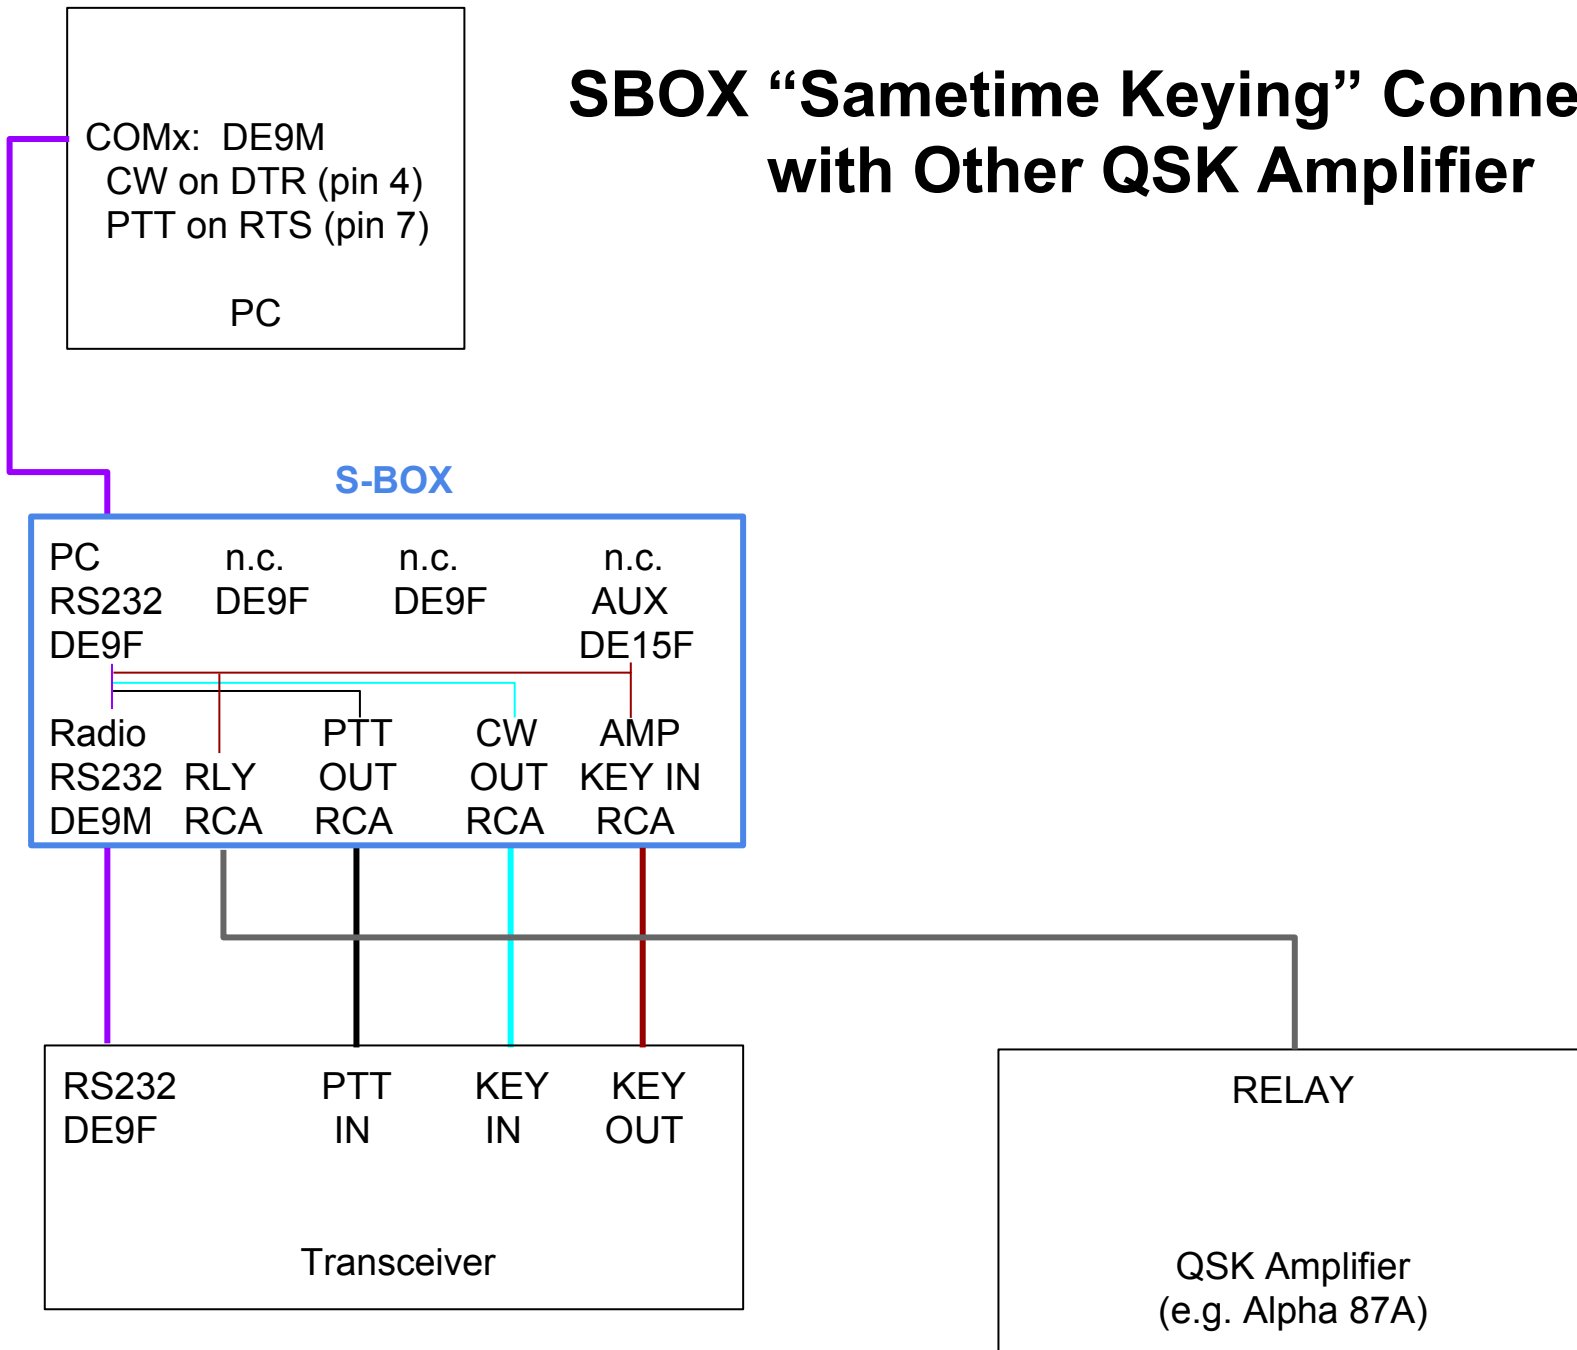 SBOX “Sametime Keying” Conne
with Other QSK Amplifier
COMx: DE9M
CW on DTR (pin 4)
PTT on RTS (pin 7)
PC
S-BOX
PC n.c. n.c. n.c.
RS232 DE9F DE9F AUX
DE9F DE15F
Radio PTT CW AMP
RS232 RLY OUT OUT KEY IN
DE9M RCA RCA RCA RCA
RS232 PTT KEY KEY
DE9F IN IN OUT
Transceiver
RELAY
QSK Amplifier
(e.g. Alpha 87A)